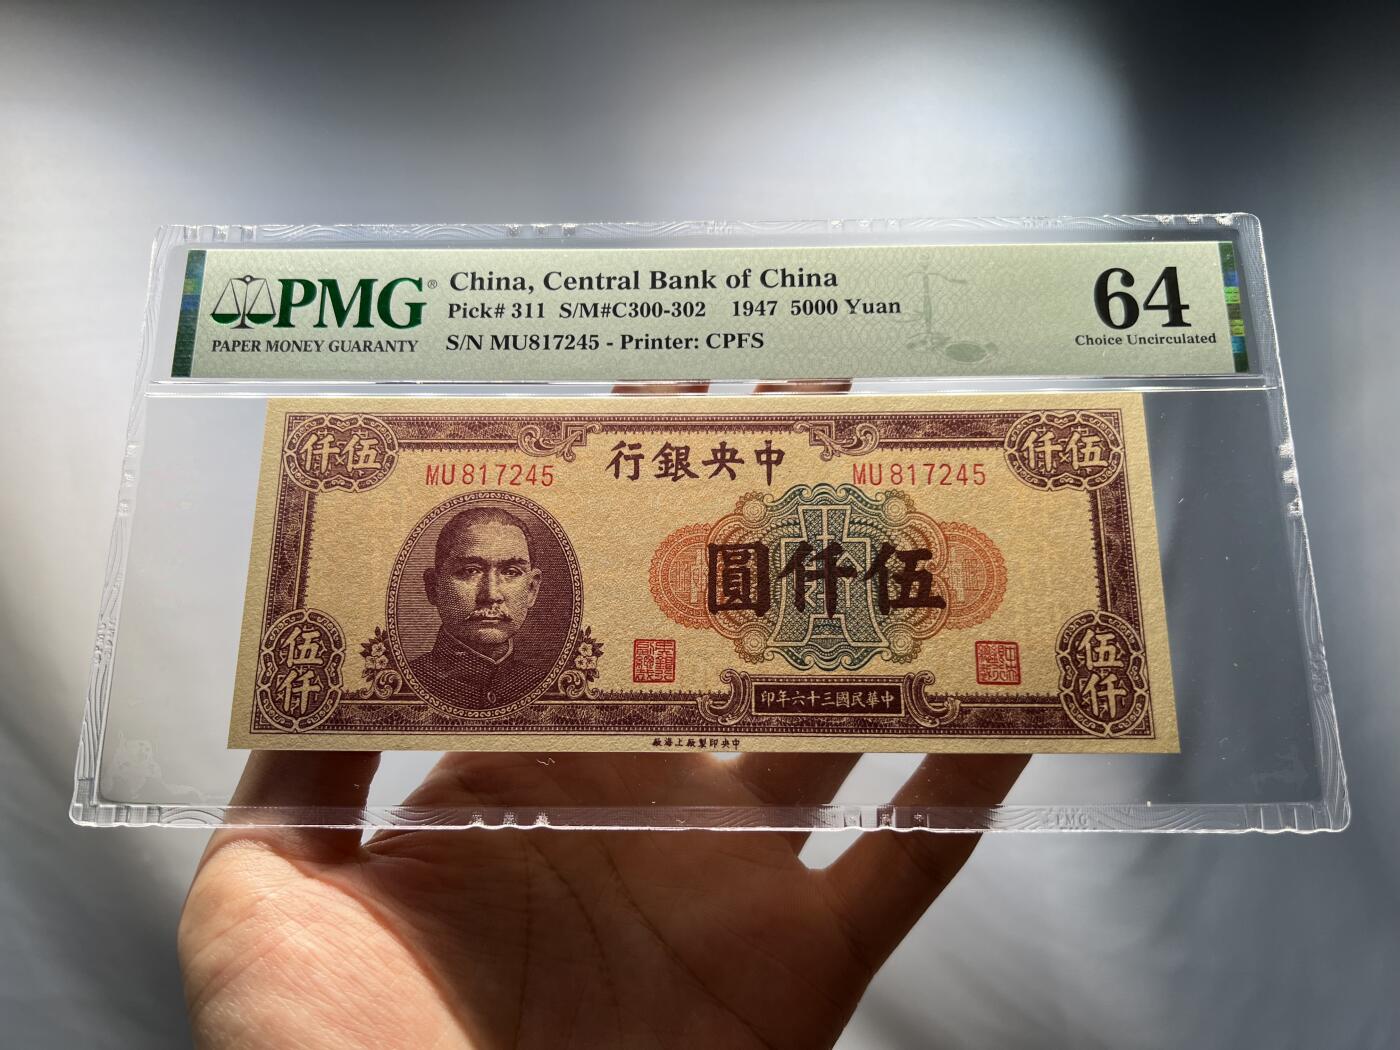 PMG®
PAPER MONEY GUARANTY
China, Central Bank of China
Pick# 311 S/M#C300-302 1947 5000 Yuan
S/N MU817245 - Printer: CPFS
64
Choice Uncirculated
仟伍
行銀央中
仟伍
MU817245
MU817245
圓仟伍
伍仟
伍仟
印年六十三國民華中
廠海上廠製印央中
PMG